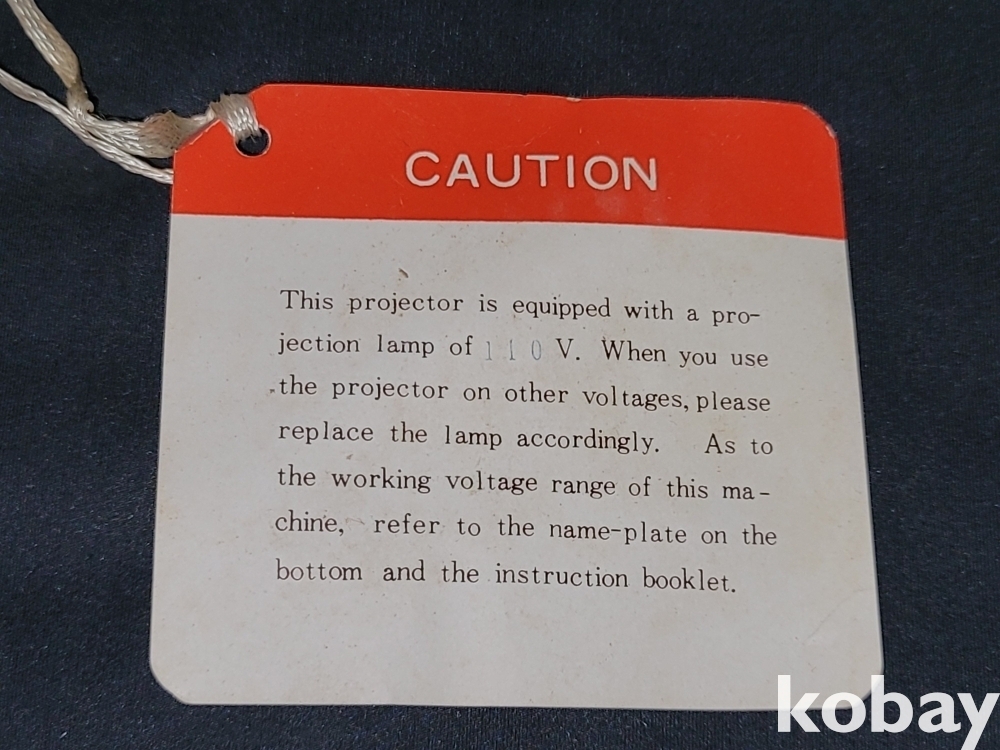 CAUTION
This projector is equipped with a pro-
jection lamp of 110 V. When you use
the projector on other voltages, please
replace the lamp accordingly. As to
the working voltage range of this ma-
chine, refer to the name-plate on the
bottom and the instruction booklet.
kobay